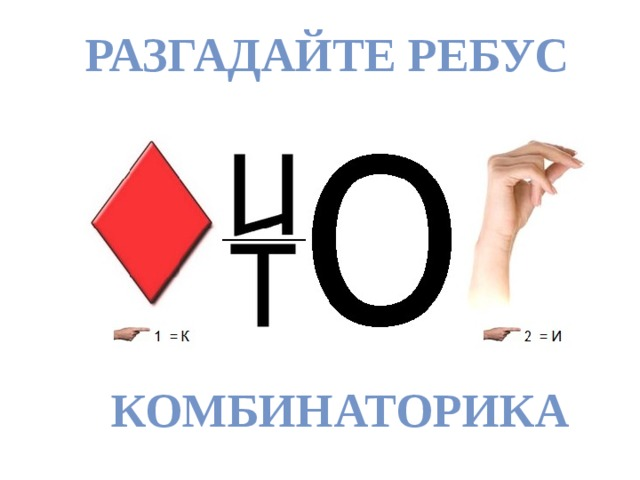 РАЗГАДАЙТЕ РЕБУС
И О
Т
1 = К 2 = И
КОМБИНАТОРИКА